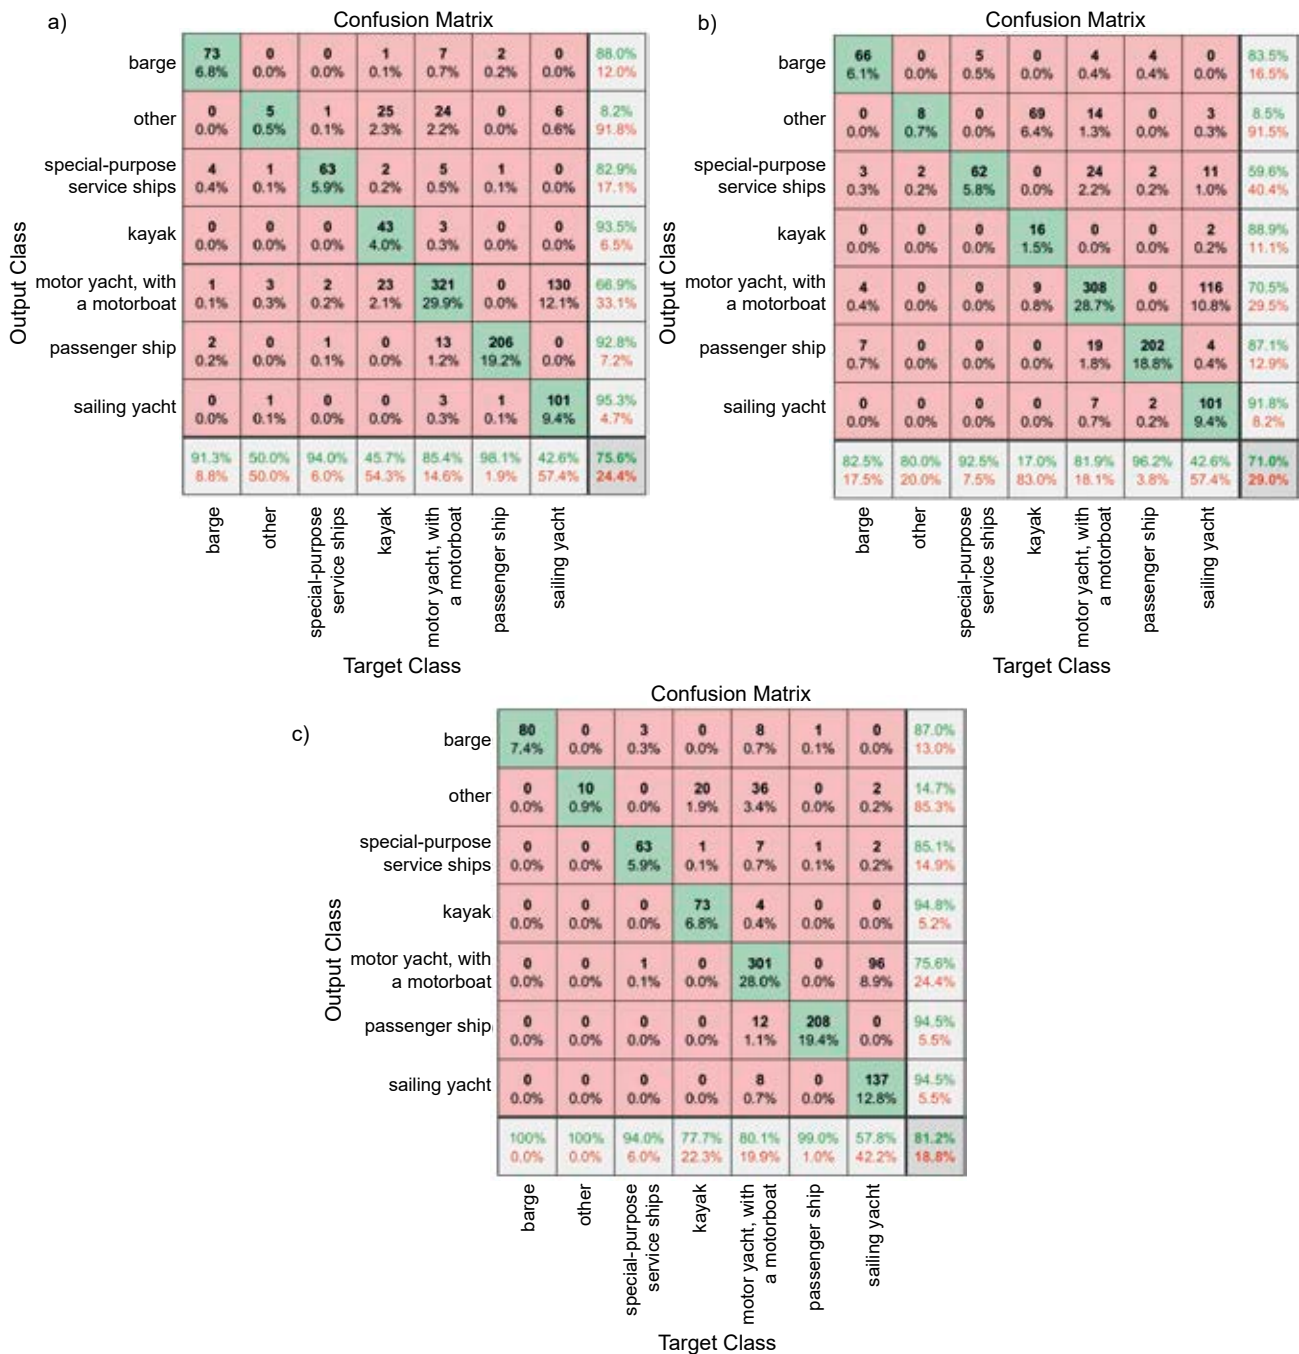 a)
Confusion Matrix
barge 73 0 0 1 7 2 0 88.0%
6.8% 0.0% 0.0% 0.1% 0.7% 0.2% 0.0% 12.0%
other 0 5 1 25 24 0 6 8.2%
0.0% 0.5% 0.1% 2.3% 2.2% 0.0% 0.6% 91.8%
special-purpose 4 1 63 2 5 1 0 82.9%
service ships 0.4% 0.1% 5.9% 0.2% 0.5% 0.1% 0.0% 17.1%
kayak 0 0 0 43 3 0 0 93.5%
0.0% 0.0% 0.0% 4.0% 0.3% 0.0% 0.0% 6.5%
motor yacht, with 1 3 2 23 321 0 130 66.9%
a motorboat 0.1% 0.3% 0.2% 2.1% 29.9% 0.0% 12.1% 33.1%
passenger ship 2 0 1 0 13 206 0 92.8%
0.2% 0.0% 0.1% 0.0% 1.2% 19.2% 0.0% 7.2%
sailing yacht 0 1 0 0 3 1 101 95.3%
0.0% 0.1% 0.0% 0.0% 0.3% 0.1% 9.4% 4.7%
91.3% 50.0% 94.0% 45.7% 85.4% 98.1% 42.6% 75.6%
8.8% 50.0% 6.0% 54.3% 14.6% 1.9% 57.4% 24.4%
Output Class
barge
other
special-purpose
service ships
kayak
motor yacht, with
a motorboat
passenger ship
sailing yacht
Target Class
b)
Confusion Matrix
barge 66 0 5 0 4 4 0 83.5%
6.1% 0.0% 0.5% 0.0% 0.4% 0.4% 0.0% 16.5%
other 0 8 0 69 14 0 3 8.5%
0.0% 0.7% 0.0% 6.4% 1.3% 0.0% 0.3% 91.5%
special-purpose 3 2 62 0 24 2 11 59.6%
service ships 0.3% 0.2% 5.8% 0.0% 2.2% 0.2% 1.0% 40.4%
kayak 0 0 0 16 0 0 2 88.9%
0.0% 0.0% 0.0% 1.5% 0.0% 0.0% 0.2% 11.1%
motor yacht, with 4 0 0 9 308 0 116 70.5%
a motorboat 0.4% 0.0% 0.0% 0.8% 28.7% 0.0% 10.8% 29.5%
passenger ship 7 0 0 0 19 202 4 87.1%
0.7% 0.0% 0.0% 0.0% 1.8% 18.8% 0.4% 12.9%
sailing yacht 0 0 0 0 7 2 101 91.8%
0.0% 0.0% 0.0% 0.0% 0.7% 0.2% 9.4% 8.2%
82.5% 80.0% 92.5% 17.0% 81.9% 96.2% 42.6% 71.0%
17.5% 20.0% 7.5% 83.0% 18.1% 3.8% 57.4% 29.0%
Output Class
barge
other
special-purpose
service ships
kayak
motor yacht, with
a motorboat
passenger ship
sailing yacht
Target Class
c)
Confusion Matrix
barge 80 0 3 0 8 1 0 87.0%
7.4% 0.0% 0.3% 0.0% 0.7% 0.1% 0.0% 13.0%
other 0 10 0 20 36 0 2 14.7%
0.0% 0.9% 0.0% 1.9% 3.4% 0.0% 0.2% 85.3%
special-purpose 0 0 63 1 7 1 2 85.1%
service ships 0.0% 0.0% 5.9% 0.1% 0.7% 0.1% 0.2% 14.9%
kayak 0 0 0 73 4 0 0 94.8%
0.0% 0.0% 0.0% 6.8% 0.4% 0.0% 0.0% 5.2%
motor yacht, with 0 0 1 0 301 0 96 75.6%
a motorboat 0.0% 0.0% 0.1% 0.0% 28.0% 0.0% 8.9% 24.4%
passenger ship 0 0 0 0 12 208 0 94.5%
0.0% 0.0% 0.0% 0.0% 1.1% 19.4% 0.0% 5.5%
sailing yacht 0 0 0 0 8 0 137 94.5%
0.0% 0.0% 0.0% 0.0% 0.7% 0.0% 12.8% 5.5%
100% 100% 94.0% 77.7% 80.1% 99.0% 57.8% 81.2%
0.0% 0.0% 6.0% 22.3% 19.9% 1.0% 42.2% 18.8%
Output Class
barge
other
special-purpose
service ships
kayak
motor yacht, with
a motorboat
passenger ship
sailing yacht
Target Class